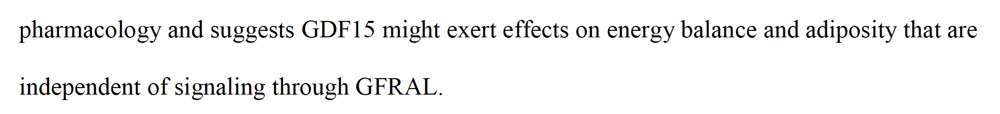 pharmacology and suggests GDF15 might exert effects on energy balance and adiposity that are
independent of signaling through GFRAL.